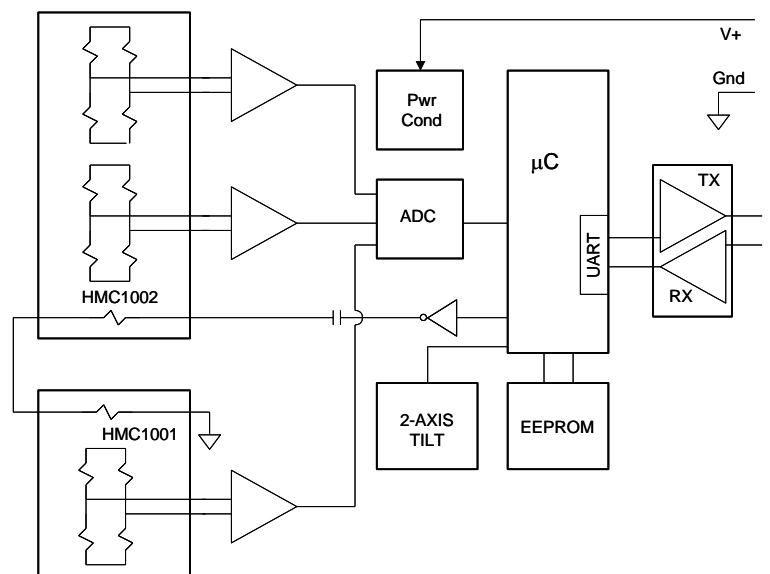 V+
Gnd
Pwr
Cond
μC
TX
ADC
UART
RX
HMC1002
HMC1001
2-AXIS
TILT
EEPROM